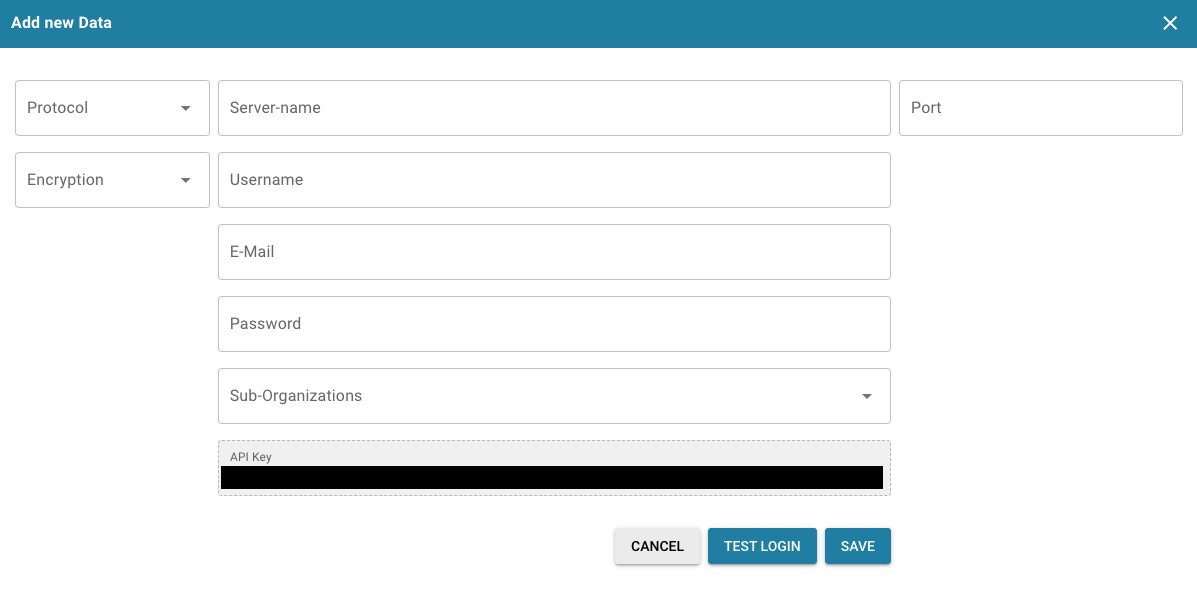 Add new Data
Protocol
Server-name
Port
Encryption
Username
E-Mail
Password
Sub-Organizations
API Key
CANCEL
TEST LOGIN
SAVE